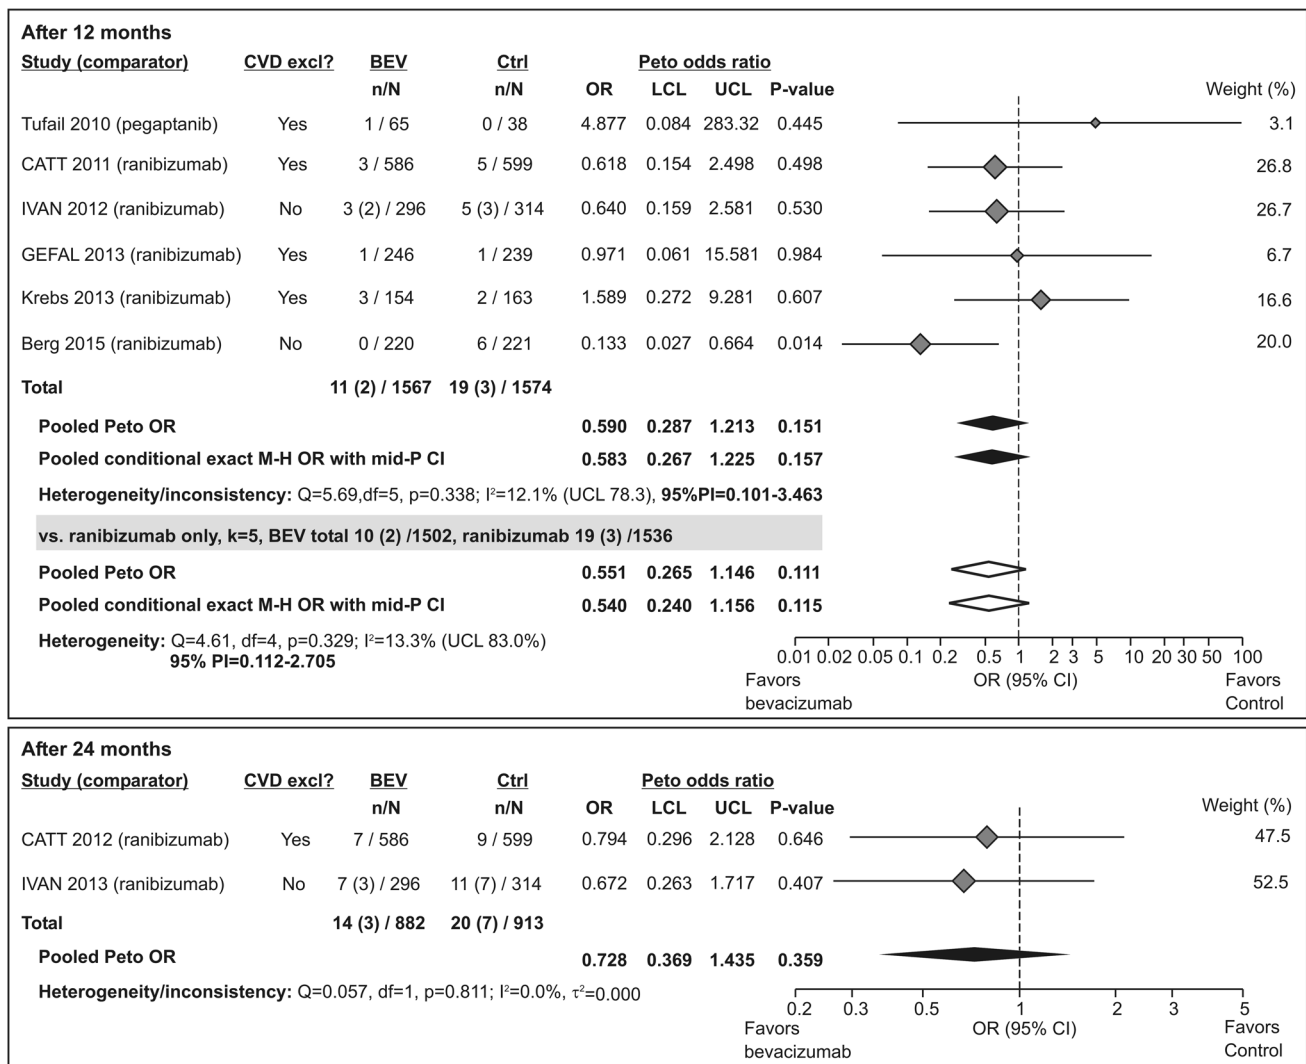 After 12 months
Study (comparator) CVD excl? BEV Ctrl Peto odds ratio
n/N n/N OR LCL UCL P-value Weight (%)
Tufail 2010 (pegaptanib) Yes 1 / 65 0 / 38 4.877 0.084 283.32 0.445 3.1
CATT 2011 (ranibizumab) Yes 3 / 586 5 / 599 0.618 0.154 2.498 0.498 26.8
IVAN 2012 (ranibizumab) No 3 (2) / 296 5 (3) / 314 0.640 0.159 2.581 0.530 26.7
GEFAL 2013 (ranibizumab) Yes 1 / 246 1 / 239 0.971 0.061 15.581 0.984 6.7
Krebs 2013 (ranibizumab) Yes 3 / 154 2 / 163 1.589 0.272 9.281 0.607 16.6
Berg 2015 (ranibizumab) No 0 / 220 6 / 221 0.133 0.027 0.664 0.014 20.0
Total 11 (2) / 1567 19 (3) / 1574
Pooled Peto OR 0.590 0.287 1.213 0.151
Pooled conditional exact M-H OR with mid-P CI 0.583 0.267 1.225 0.157
Heterogeneity/inconsistency: Q=5.69,df=5, p=0.338; I²=12.1% (UCL 78.3), 95%PI=0.101-3.463
vs. ranibizumab only, k=5, BEV total 10 (2) /1502, ranibizumab 19 (3) /1536
Pooled Peto OR 0.551 0.265 1.146 0.111
Pooled conditional exact M-H OR with mid-P CI 0.540 0.240 1.156 0.115
Heterogeneity: Q=4.61, df=4, p=0.329; I²=13.3% (UCL 83.0%)
95% PI=0.112-2.705
0.01 0.02 0.05 0.1 0.2 0.5 1 2 3 5 10 20 30 50 100
Favors OR (95% CI) Favors
bevacizumab Control
After 24 months
Study (comparator) CVD excl? BEV Ctrl Peto odds ratio
n/N n/N OR LCL UCL P-value Weight (%)
CATT 2012 (ranibizumab) Yes 7 / 586 9 / 599 0.794 0.296 2.128 0.646 47.5
IVAN 2013 (ranibizumab) No 7 (3) / 296 11 (7) / 314 0.672 0.263 1.717 0.407 52.5
Total 14 (3) / 882 20 (7) / 913
Pooled Peto OR 0.728 0.369 1.435 0.359
Heterogeneity/inconsistency: Q=0.057, df=1, p=0.811; I²=0.0%, τ²=0.000
0.2 0.3 0.5 1 2 3 5
Favors OR (95% CI) Favors
bevacizumab Control